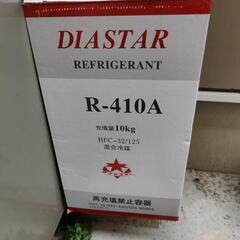 DIASTAR
REFRIGERANT
R-410A
充填量10kg
HFC-32/125
混合冷媒
再充填禁止容器